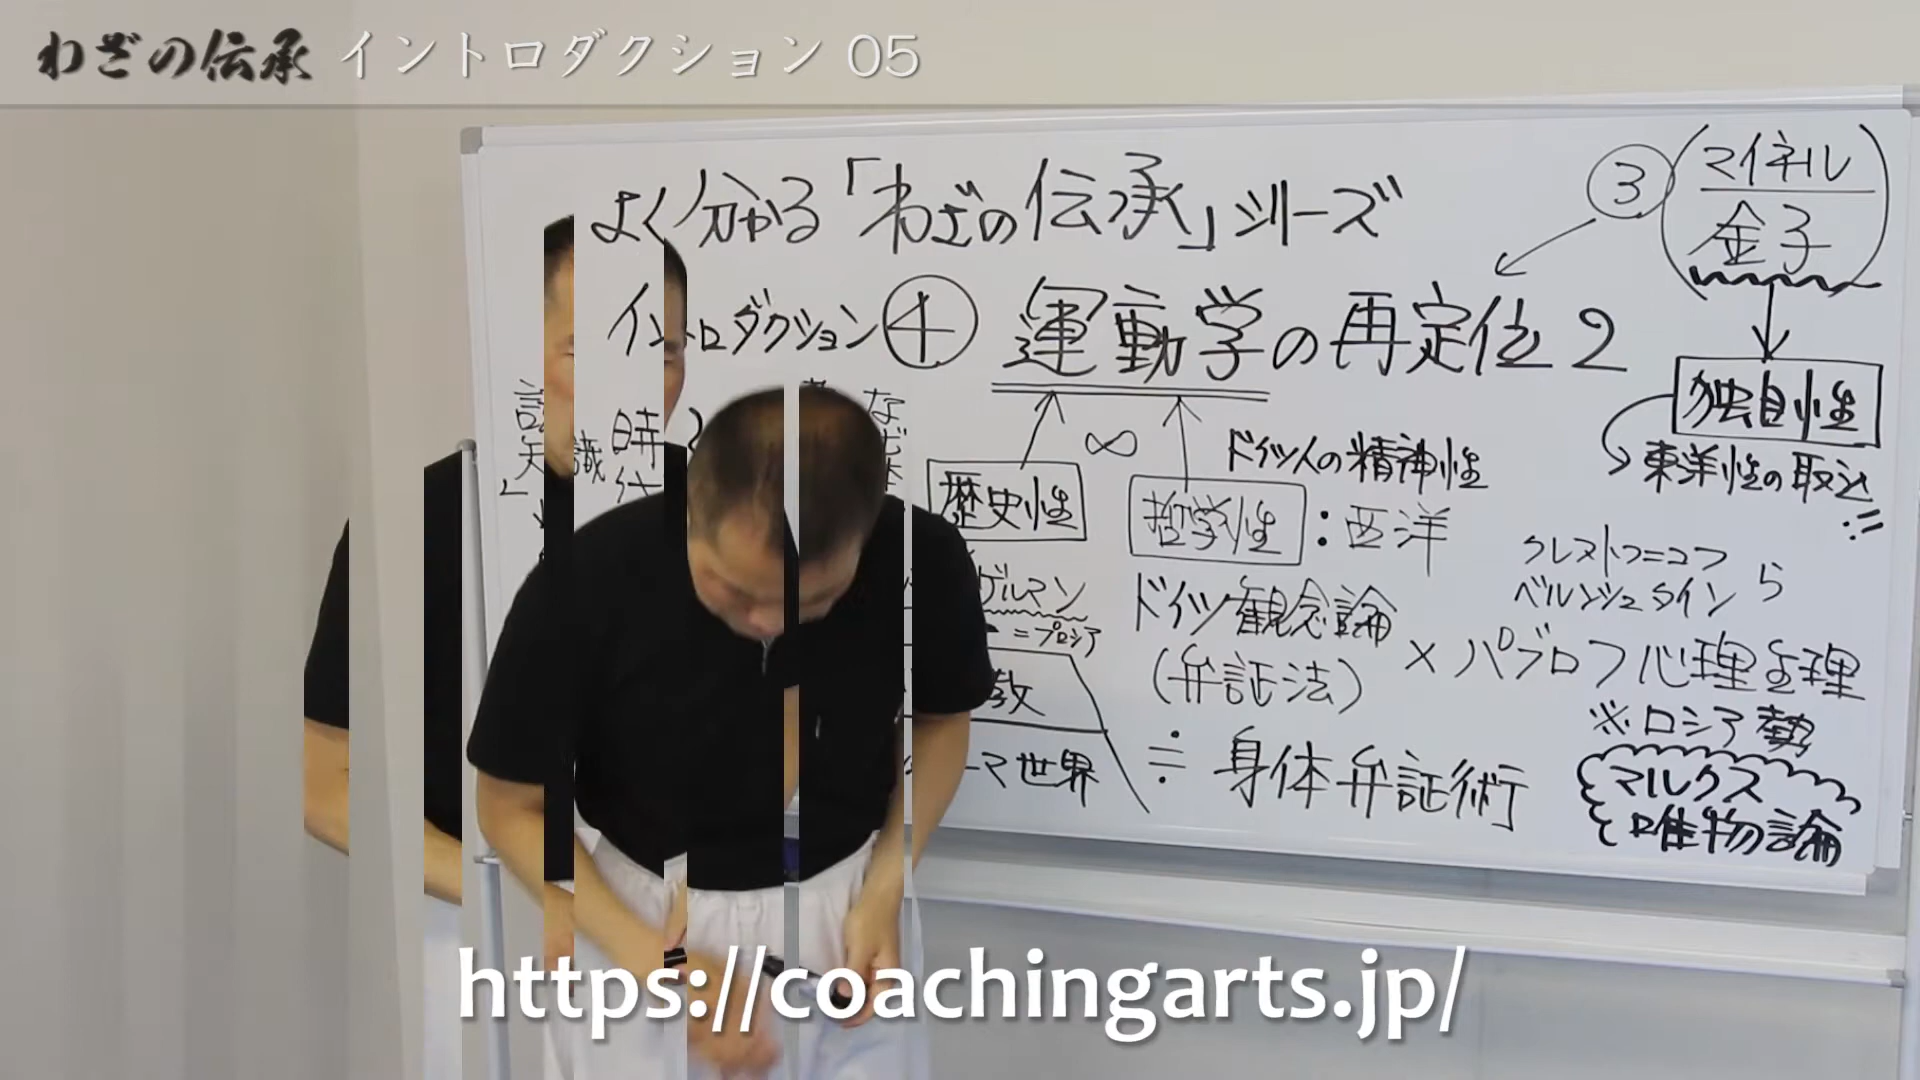 わざの伝承 イントロダクション 05
よく分かる「わざの伝承」シリーズ
③
マイネル
金子
イントロダクション④ 運動学の再定位2
独自性
東洋性の取込
∞
ドイツ人の精神性
歴史性
哲学性:西洋
クレストフニコフ
ベルンシュタイン ら
時
識
ゲルマン
=プロシア
ドイツ観念論
(弁証法)
× パブロフ心理生理
※ロシア勢
教
マ世界
≒ 身体弁証術
マルクス
唯物論
https://coachingarts.jp/